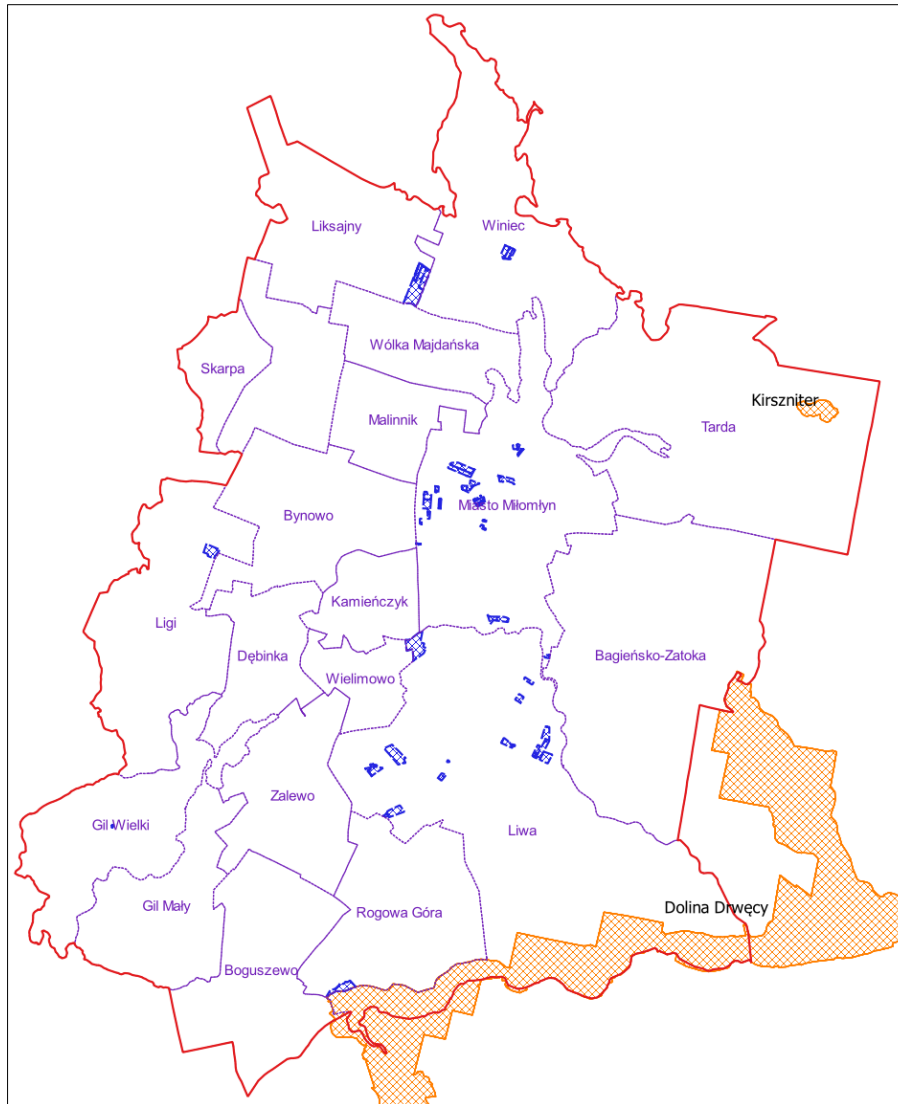 Liksajny
Winiec
Wólka Majdańska
Skarpa
Kirszniter
Malinnik
Tarda
Miasto Miłomłyn
Bynowo
Kamieńczyk
Ligi
Dębinka
Bagieńsko-Zatoka
Wielimowo
Zalewo
Gil Wielki
Liwa
Gil Mały
Rogowa Góra
Dolina Drwęcy
Boguszewo